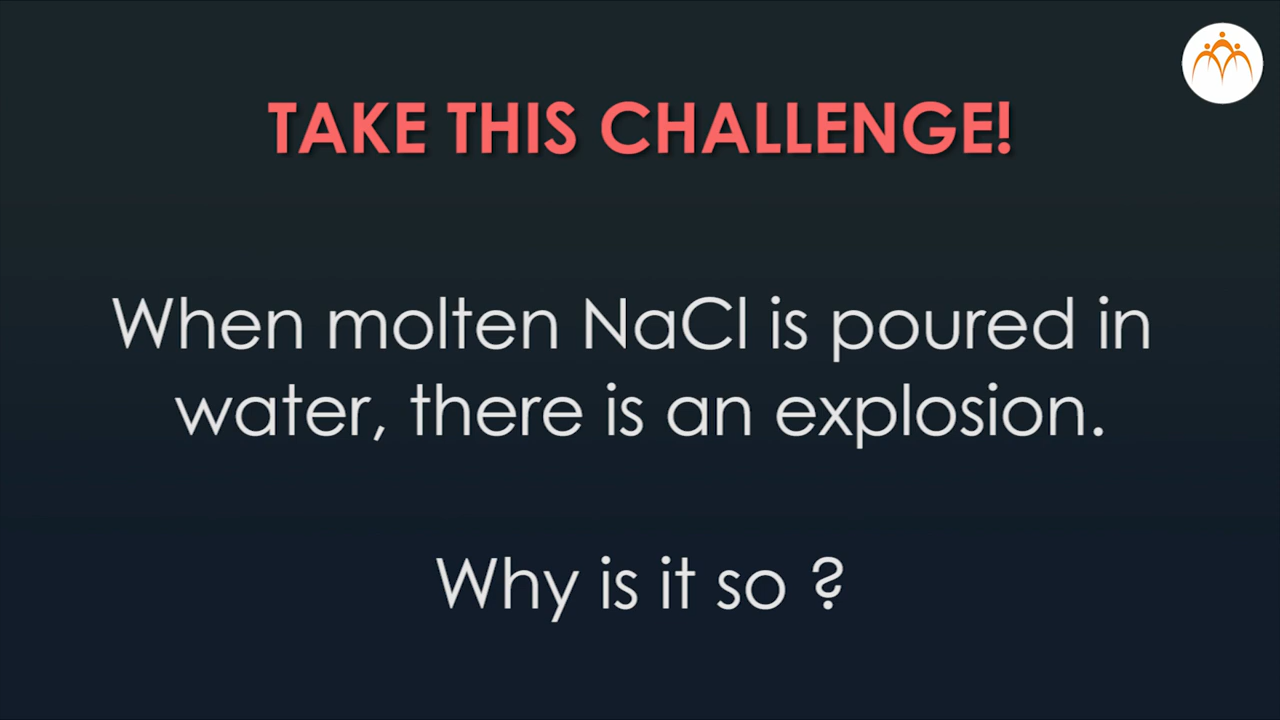 TAKE THIS CHALLENGE!
When molten NaCl is poured in
water, there is an explosion.
Why is it so ?